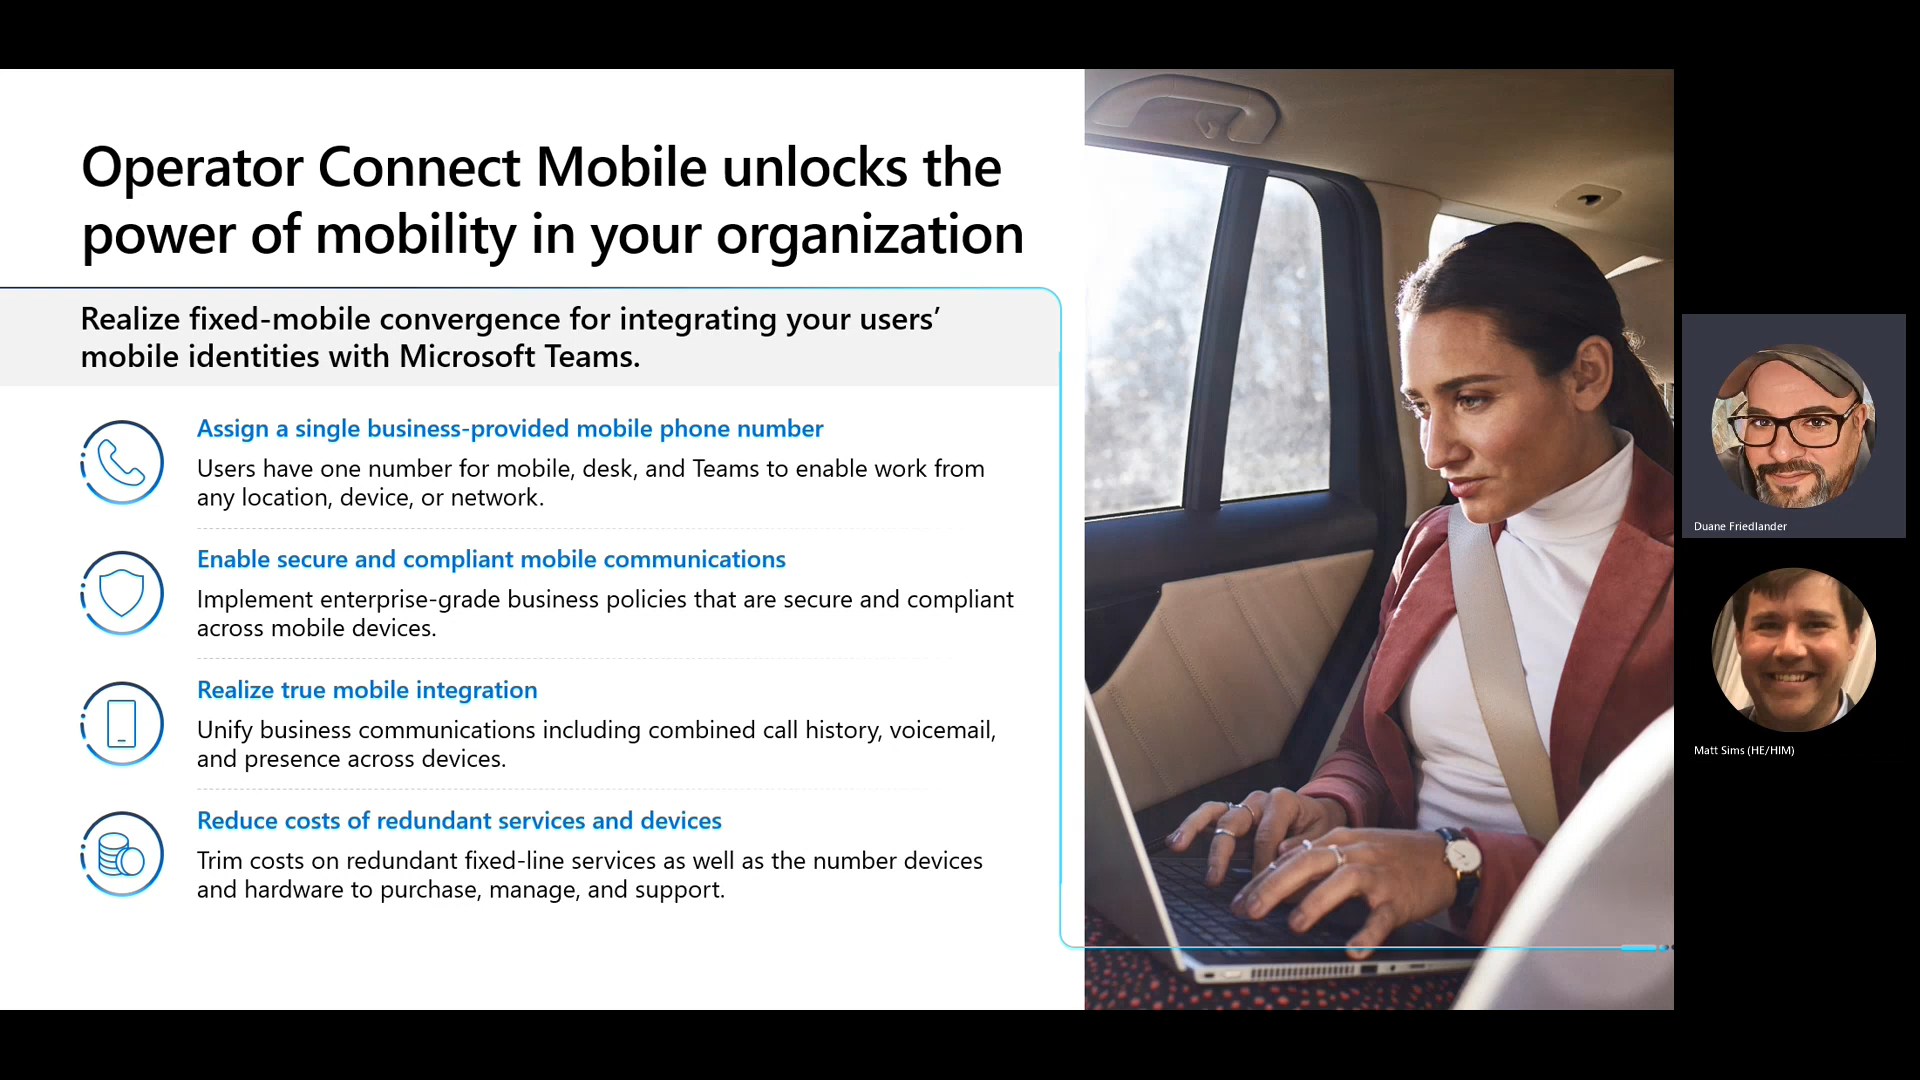 Operator Connect Mobile unlocks the
power of mobility in your organization
Realize fixed-mobile convergence for integrating your users’
mobile identities with Microsoft Teams.
Assign a single business-provided mobile phone number
Users have one number for mobile, desk, and Teams to enable work from
any location, device, or network.
Enable secure and compliant mobile communications
Implement enterprise-grade business policies that are secure and compliant
across mobile devices.
Realize true mobile integration
Unify business communications including combined call history, voicemail,
and presence across devices.
Reduce costs of redundant services and devices
Trim costs on redundant fixed-line services as well as the number devices
and hardware to purchase, manage, and support.
Duane Friedlander
Matt Sims (HE/HIM)